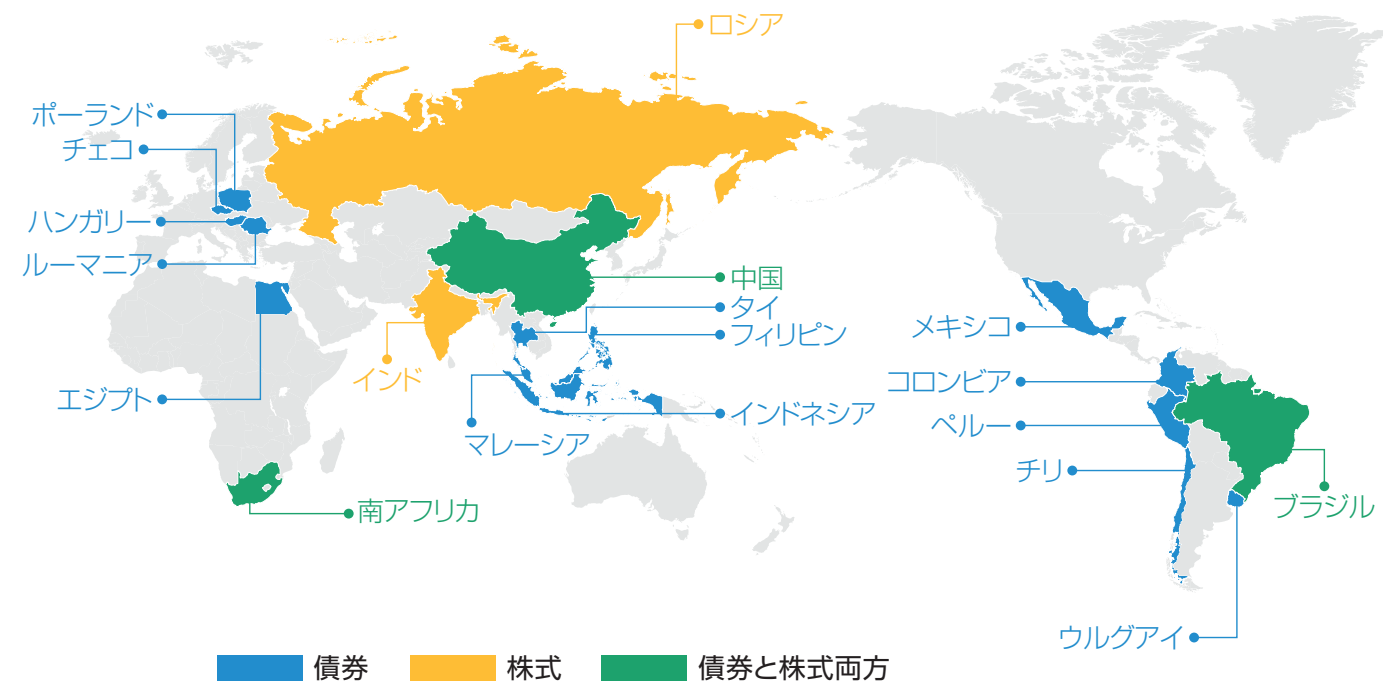 ロシア
ポーランド
チェコ
ハンガリー
ルーマニア
中国
タイ
フィリピン
メキシコ
インド
コロンビア
エジプト
インドネシア
ペルー
マレーシア
チリ
南アフリカ
ブラジル
ウルグアイ
債券
株式
債券と株式両方